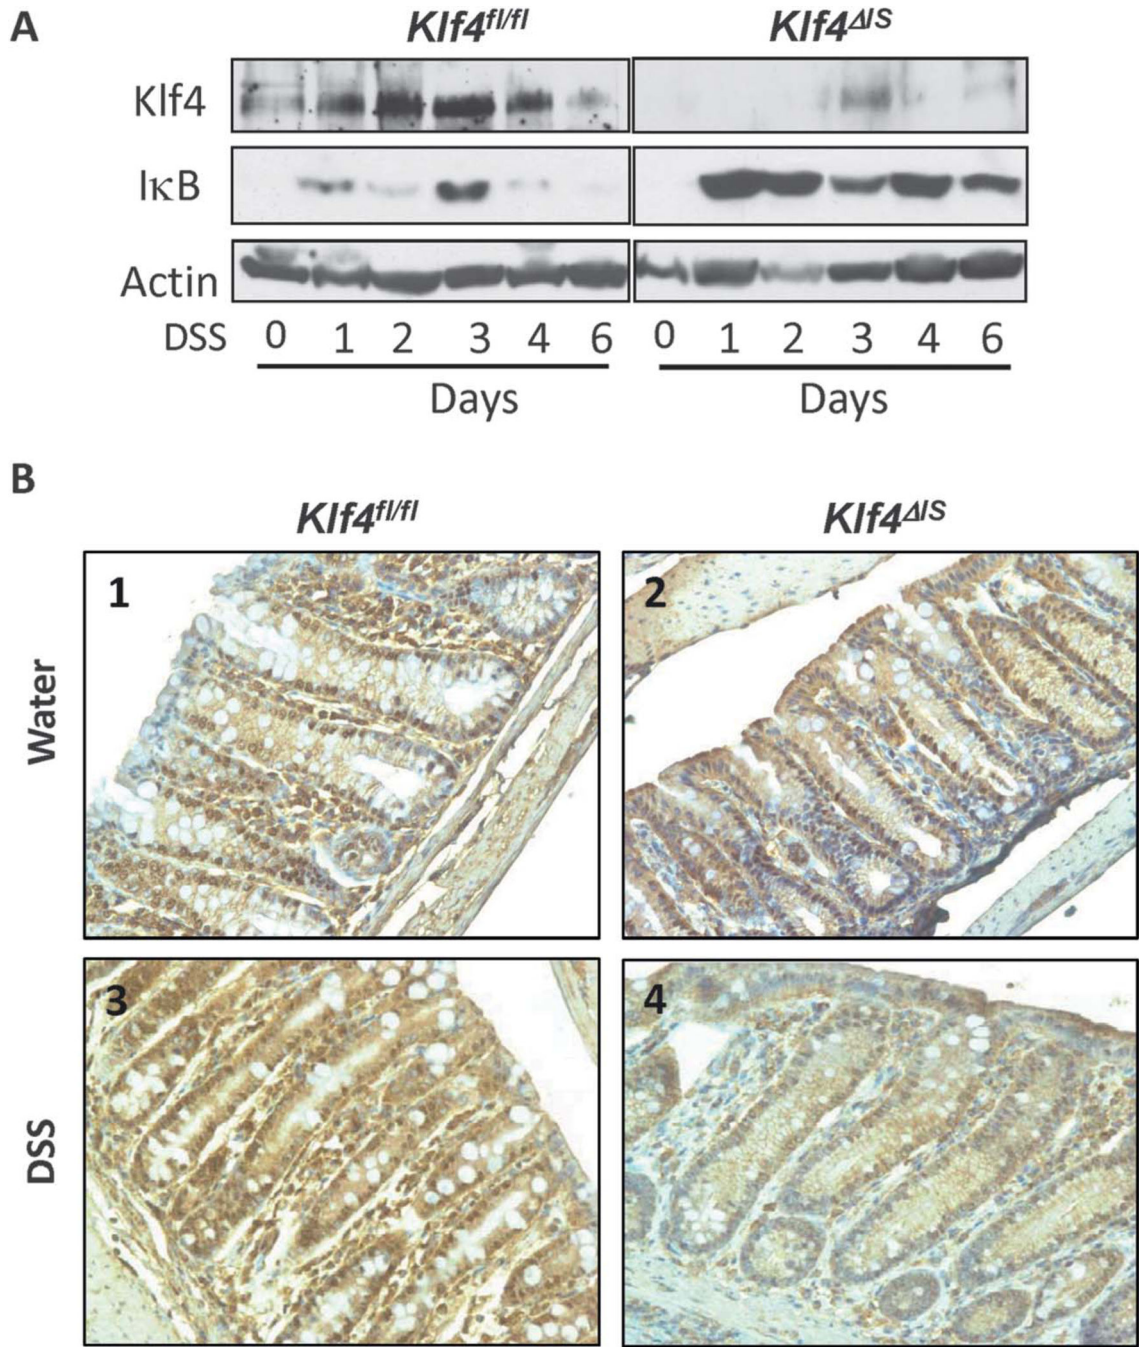 A
Klf4fl/fl Klf4ΔIS
Klf4
IκB
Actin
DSS 0 1 2 3 4 6 0 1 2 3 4 6
Days Days
B
Klf4fl/fl Klf4ΔIS
Water
1 2
DSS
3 4